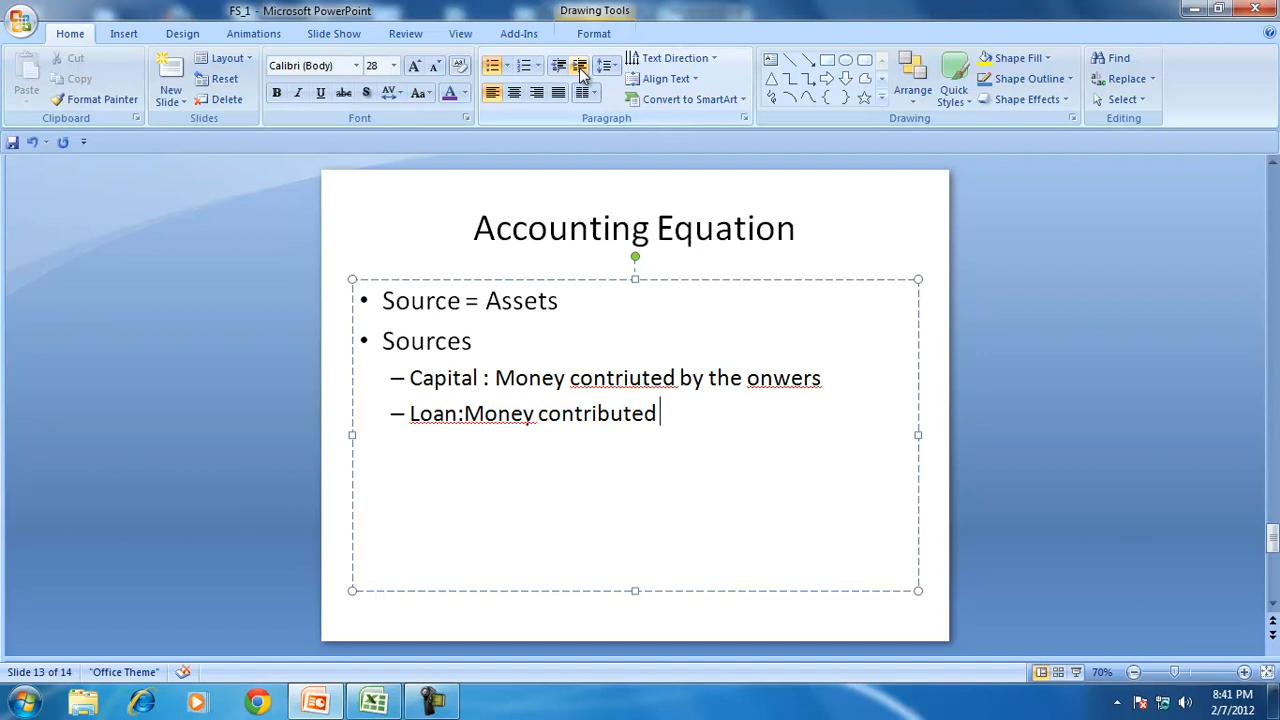 FS_1 - Microsoft PowerPoint
Drawing Tools
Home Insert Design Animations Slide Show Review View Add-Ins Format
Cut Layout Calibri (Body) 28 Text Direction Shape Fill Find
Paste Copy New Slide Reset Align Text Arrange Quick Styles Shape Outline Replace
Format Painter Delete B I U abc S AV Aa A Convert to SmartArt Shape Effects Select
Clipboard Slides Font Paragraph Drawing Editing
Accounting Equation
• Source = Assets
• Sources
– Capital : Money contriuted by the onwers
– Loan:Money contributed
Slide 13 of 14 "Office Theme" 70%
8:41 PM
2/7/2012